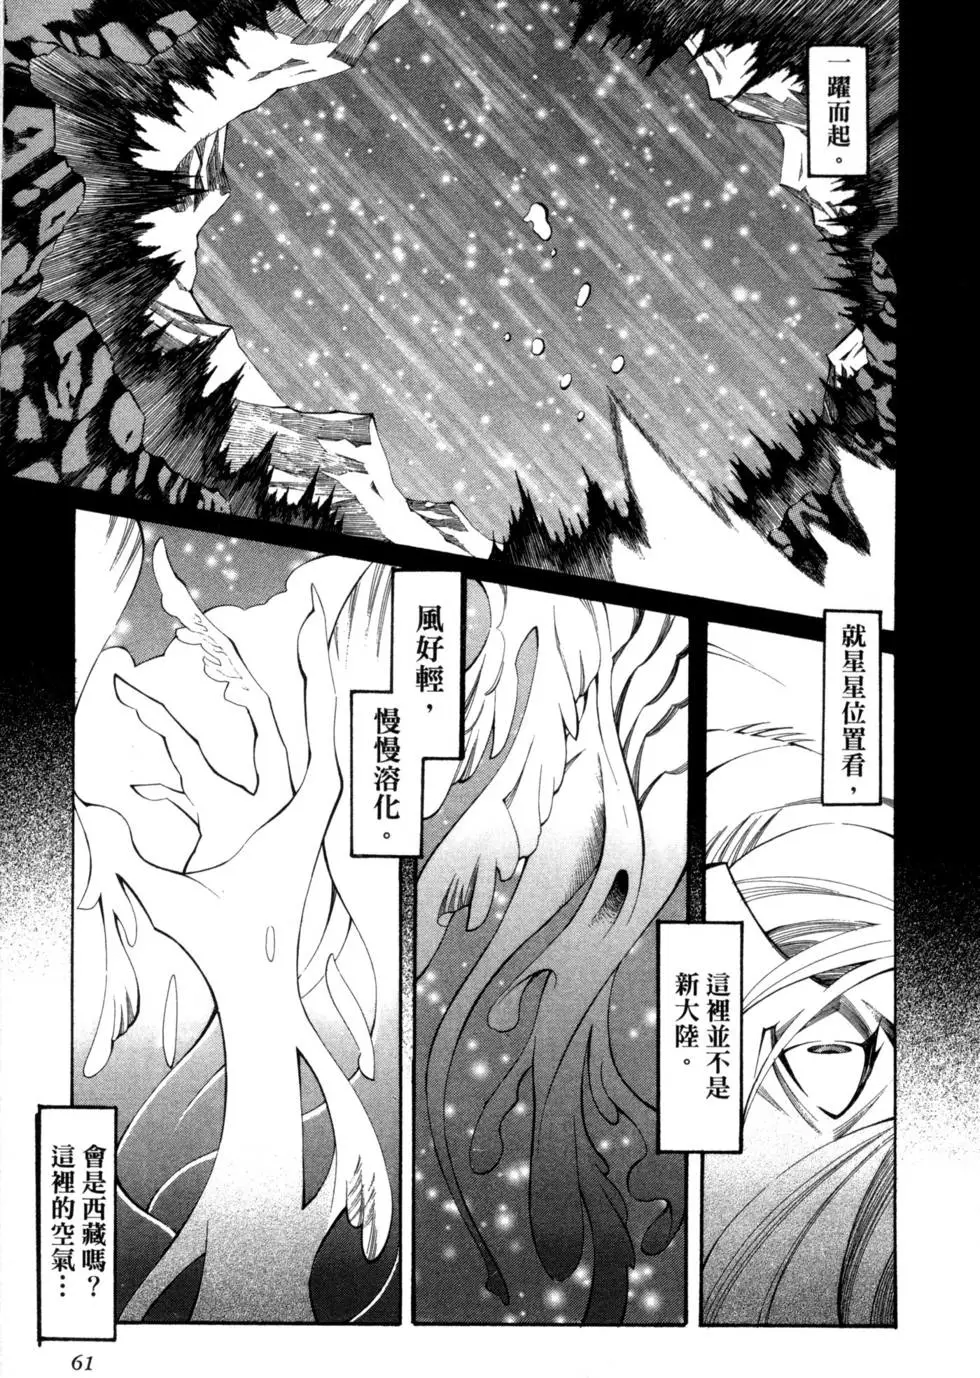 一躍而起。
就星星位置看，
這裡並不是
新大陸。
風好輕，
慢慢溶化。
會是西藏嗎？
這裡的空氣…
61